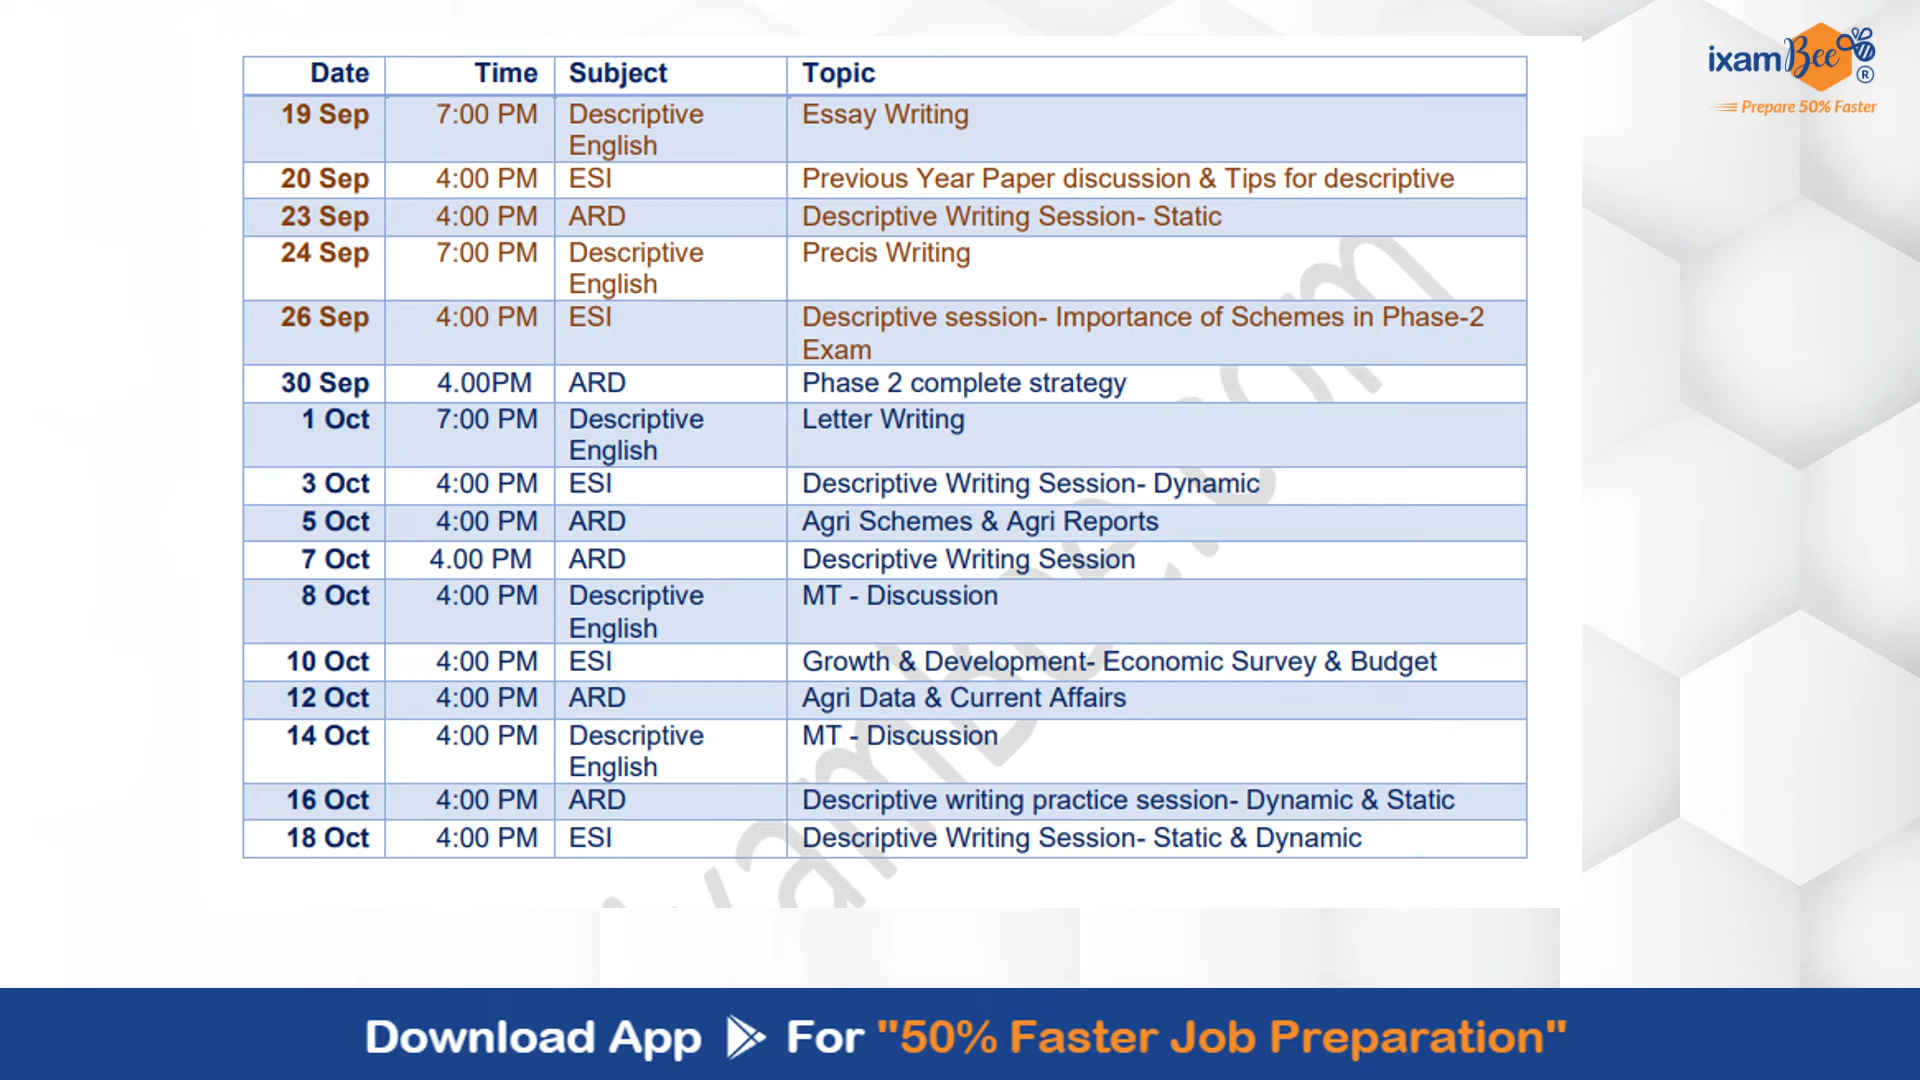 ixamBee®
Prepare 50% Faster
Date Time Subject Topic
19 Sep 7:00 PM Descriptive English Essay Writing
20 Sep 4:00 PM ESI Previous Year Paper discussion & Tips for descriptive
23 Sep 4:00 PM ARD Descriptive Writing Session- Static
24 Sep 7:00 PM Descriptive English Precis Writing
26 Sep 4:00 PM ESI Descriptive session- Importance of Schemes in Phase-2 Exam
30 Sep 4.00PM ARD Phase 2 complete strategy
1 Oct 7:00 PM Descriptive English Letter Writing
3 Oct 4:00 PM ESI Descriptive Writing Session- Dynamic
5 Oct 4:00 PM ARD Agri Schemes & Agri Reports
7 Oct 4.00 PM ARD Descriptive Writing Session
8 Oct 4:00 PM Descriptive English MT - Discussion
10 Oct 4:00 PM ESI Growth & Development- Economic Survey & Budget
12 Oct 4:00 PM ARD Agri Data & Current Affairs
14 Oct 4:00 PM Descriptive English MT - Discussion
16 Oct 4:00 PM ARD Descriptive writing practice session- Dynamic & Static
18 Oct 4:00 PM ESI Descriptive Writing Session- Static & Dynamic
ixambee.com
Download App For "50% Faster Job Preparation"